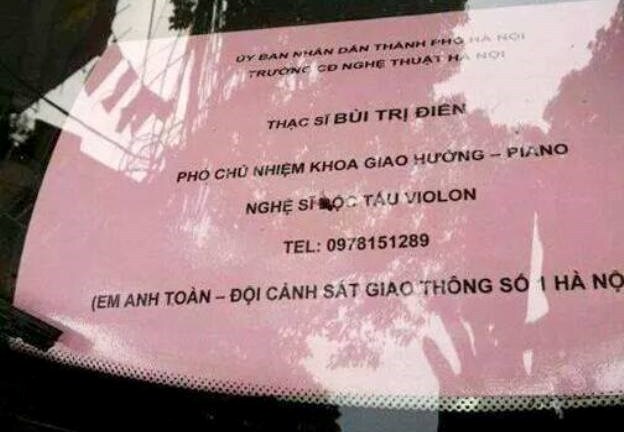 ỦY BAN NHÂN DÂN THÀNH PHỐ HÀ NỘI
TRƯỜNG CĐ NGHỆ THUẬT HÀ NỘI
THẠC SĨ BÙI TRỊ ĐIỀN
PHÓ CHỦ NHIỆM KHOA GIAO HƯỞNG – PIANO
NGHỆ SĨ ĐỘC TẤU VIOLON
TEL: 0978151289
(EM ANH TOÀN – ĐỘI CẢNH SÁT GIAO THÔNG SỐ 1 HÀ NỘ